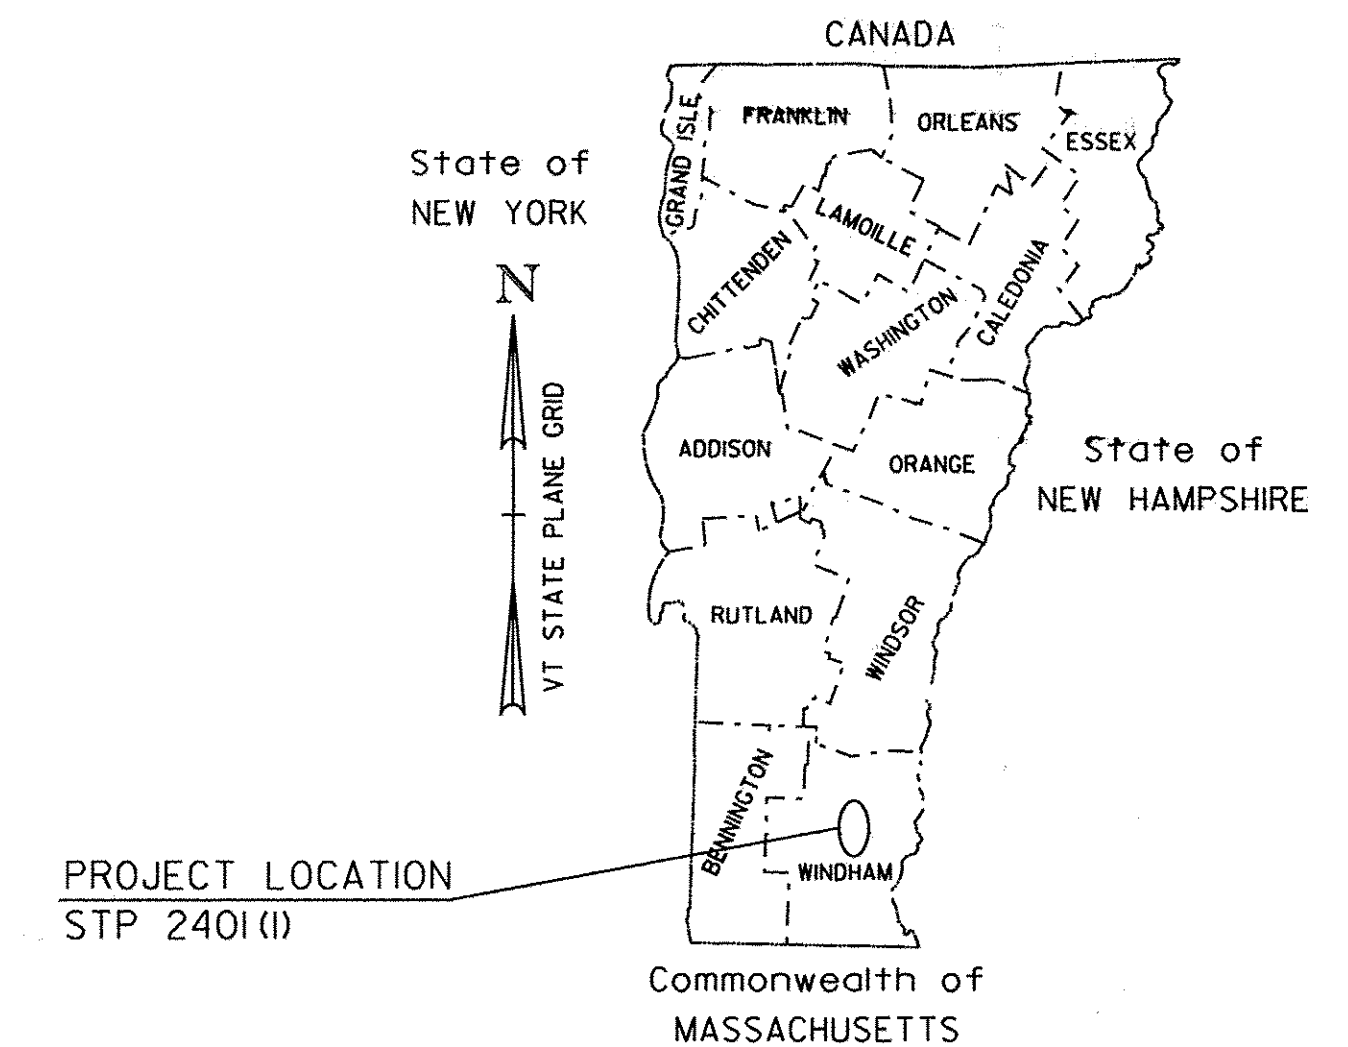 CANADA
FRANKLIN
ORLEANS
ESSEX
GRAND ISLE
State of
NEW YORK
LAMOILLE
CHITTENDEN
CALEDONIA
WASHINGTON
N
VT STATE PLANE GRID
ADDISON
ORANGE
State of
NEW HAMPSHIRE
RUTLAND
WINDSOR
BENNINGTON
WINDHAM
PROJECT LOCATION
STP 2401(1)
Commonwealth of
MASSACHUSETTS